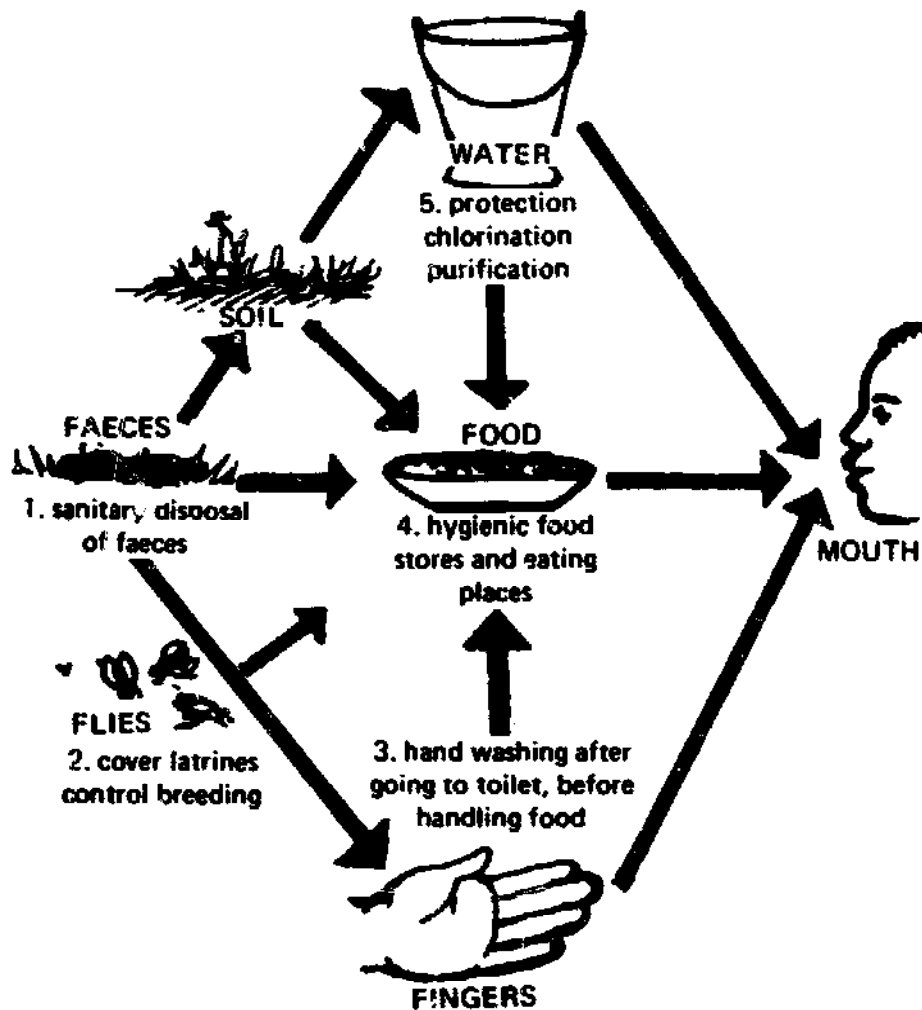 WATER
5. protection
chlorination
purification
SOIL
FAECES
1. sanitary disposal
of faeces
FOOD
4. hygienic food
stores and eating
places
MOUTH
FLIES
2. cover latrines
control breeding
3. hand washing after
going to toilet, before
handling food
FINGERS